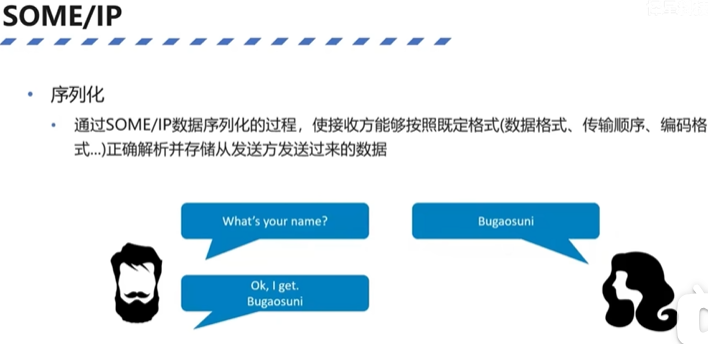 SOME/IP
序列化
通过SOME/IP数据序列化的过程，使接收方能够按照既定格式(数据格式、传输顺序、编码格
式...)正确解析并存储从发送方发送过来的数据
What's your name?
Bugaosuni
Ok, I get.
Bugaosuni